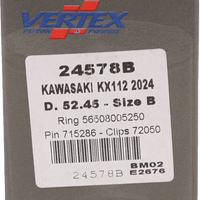 VERTEX
24578B
KAWASAKI KX112 2024
D. 52.45 - Size B
Ring 56508005250
Pin 715286 - Clips 72050
24578B
BM02
E2676